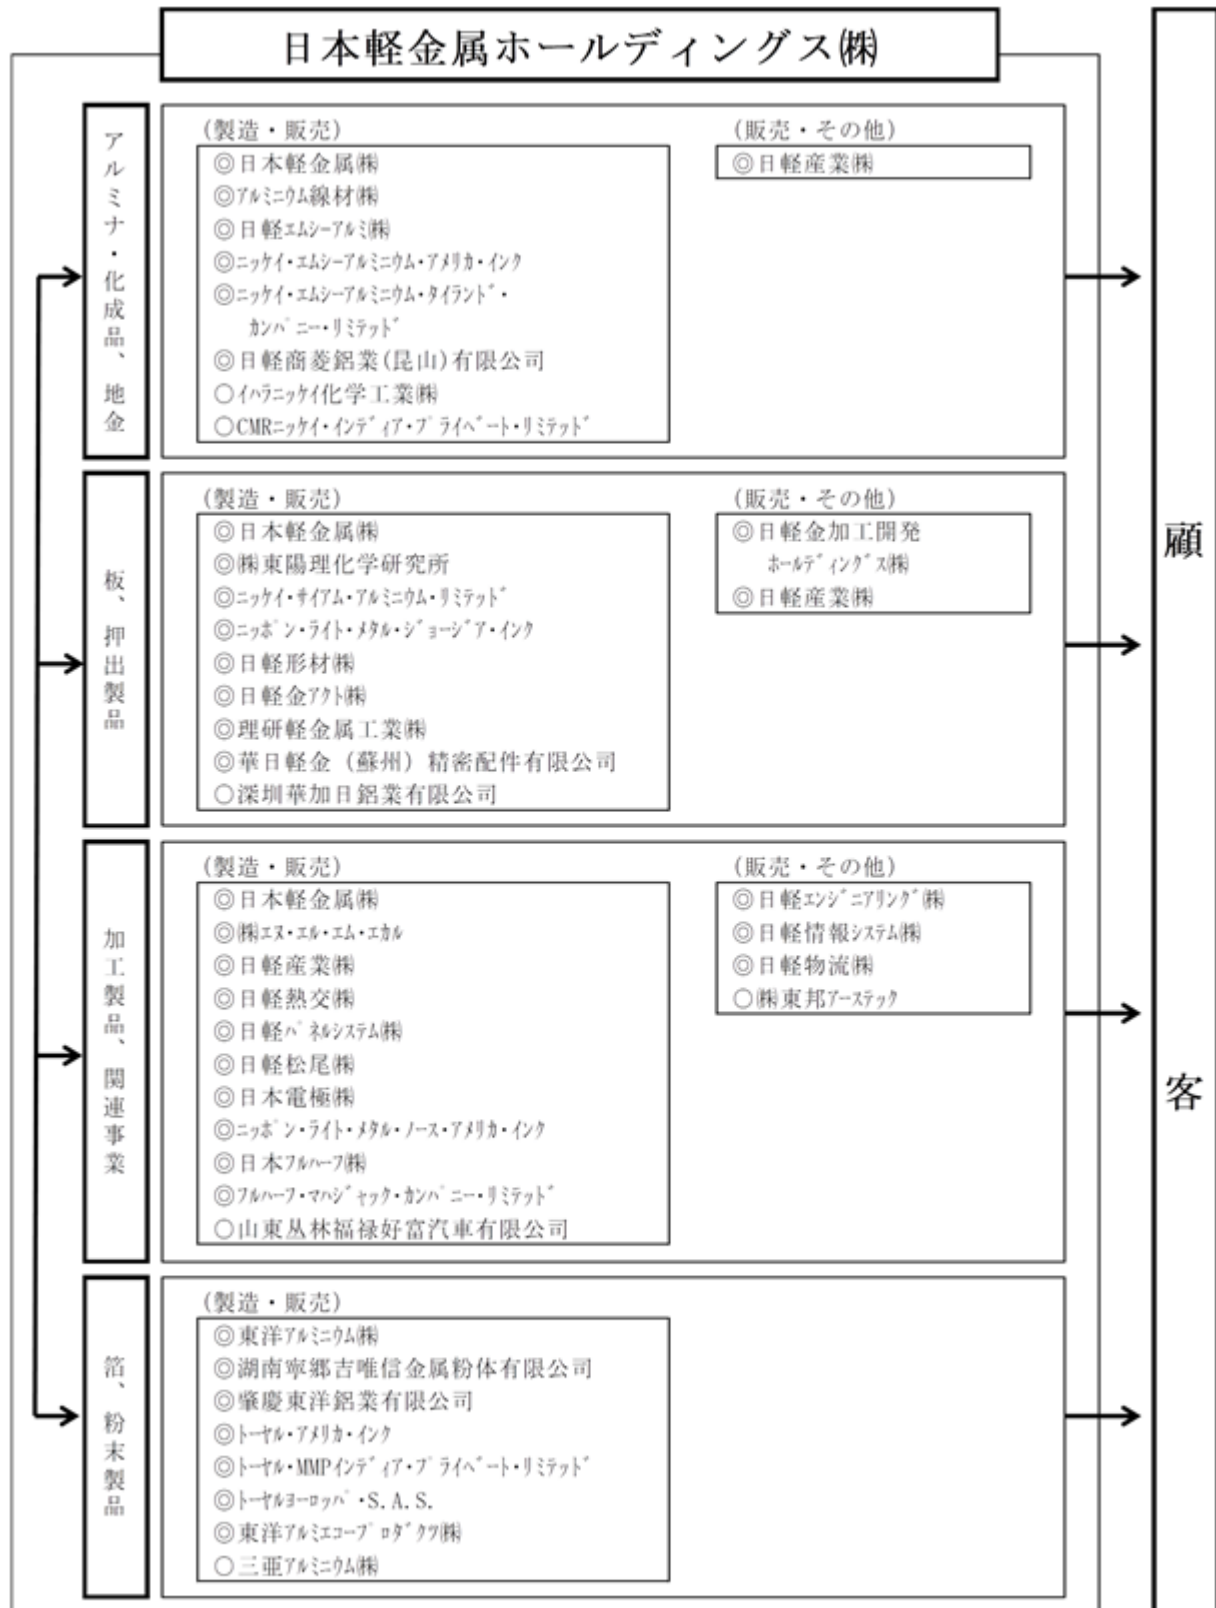 日本軽金属ホールディングス㈱
アルミナ・化成品、地金
(製造・販売)
◎日本軽金属㈱
◎ｱﾙﾐﾆｳﾑ線材㈱
◎日軽ｴﾑｼｰｱﾙﾐ㈱
◎ﾆｯｹｲ・ｴﾑｼｰｱﾙﾐﾆｳﾑ・ｱﾒﾘｶ・ｲﾝｸ
◎ﾆｯｹｲ・ｴﾑｼｰｱﾙﾐﾆｳﾑ・ﾀｲﾗﾝﾄﾞ・
ｶﾝﾊﾟﾆｰ・ﾘﾐﾃｯﾄﾞ
◎日軽商菱鋁業(昆山)有限公司
○ｲﾊﾗﾆｯｹｲ化学工業㈱
○CMRﾆｯｹｲ・ｲﾝﾃﾞｨｱ・ﾌﾟﾗｲﾍﾞｰﾄ・ﾘﾐﾃｯﾄﾞ
(販売・その他)
◎日軽産業㈱
板、押出製品
(製造・販売)
◎日本軽金属㈱
◎㈱東陽理化学研究所
◎ﾆｯｹｲ・ｻｲｱﾑ・ｱﾙﾐﾆｳﾑ・ﾘﾐﾃｯﾄﾞ
◎ﾆｯﾎﾟﾝ・ﾗｲﾄ・ﾒﾀﾙ・ｼﾞｮｰｼﾞｱ・ｲﾝｸ
◎日軽形材㈱
◎日軽金ｱｸﾄ㈱
◎理研軽金属工業㈱
◎華日軽金（蘇州）精密配件有限公司
○深圳華加日鋁業有限公司
(販売・その他)
◎日軽金加工開発
ﾎｰﾙﾃﾞｨﾝｸﾞｽ㈱
◎日軽産業㈱
加工製品、関連事業
(製造・販売)
◎日本軽金属㈱
◎㈱ｴﾇ・ｴﾙ・ｴﾑ・ｴｶﾙ
◎日軽産業㈱
◎日軽熱交㈱
◎日軽ﾊﾟﾈﾙｼｽﾃﾑ㈱
◎日軽松尾㈱
◎日本電極㈱
◎ﾆｯﾎﾟﾝ・ﾗｲﾄ・ﾒﾀﾙ・ﾉｰｽ・ｱﾒﾘｶ・ｲﾝｸ
◎日本ﾌﾙﾊｰﾌ㈱
◎ﾌﾙﾊｰﾌ・ﾏﾊｼﾞｬｯｸ・ｶﾝﾊﾟﾆｰ・ﾘﾐﾃｯﾄﾞ
○山東丛林福禄好富汽車有限公司
(販売・その他)
◎日軽ｴﾝｼﾞﾆｱﾘﾝｸﾞ㈱
◎日軽情報ｼｽﾃﾑ㈱
◎日軽物流㈱
○㈱東邦ｱｰｽﾃｯｸ
箔、粉末製品
(製造・販売)
◎東洋ｱﾙﾐﾆｳﾑ㈱
◎湖南寧郷吉唯信金属粉体有限公司
◎肇慶東洋鋁業有限公司
◎ﾄｰﾔﾙ・ｱﾒﾘｶ・ｲﾝｸ
◎ﾄｰﾔﾙ・MMPｲﾝﾃﾞｨｱ・ﾌﾟﾗｲﾍﾞｰﾄ・ﾘﾐﾃｯﾄﾞ
◎ﾄｰﾔﾙﾖｰﾛｯﾊﾟ・S.A.S.
◎東洋ｱﾙﾐｴｺｰﾌﾟﾛﾀﾞｸﾂ㈱
○三亜ｱﾙﾐﾆｳﾑ㈱
顧客